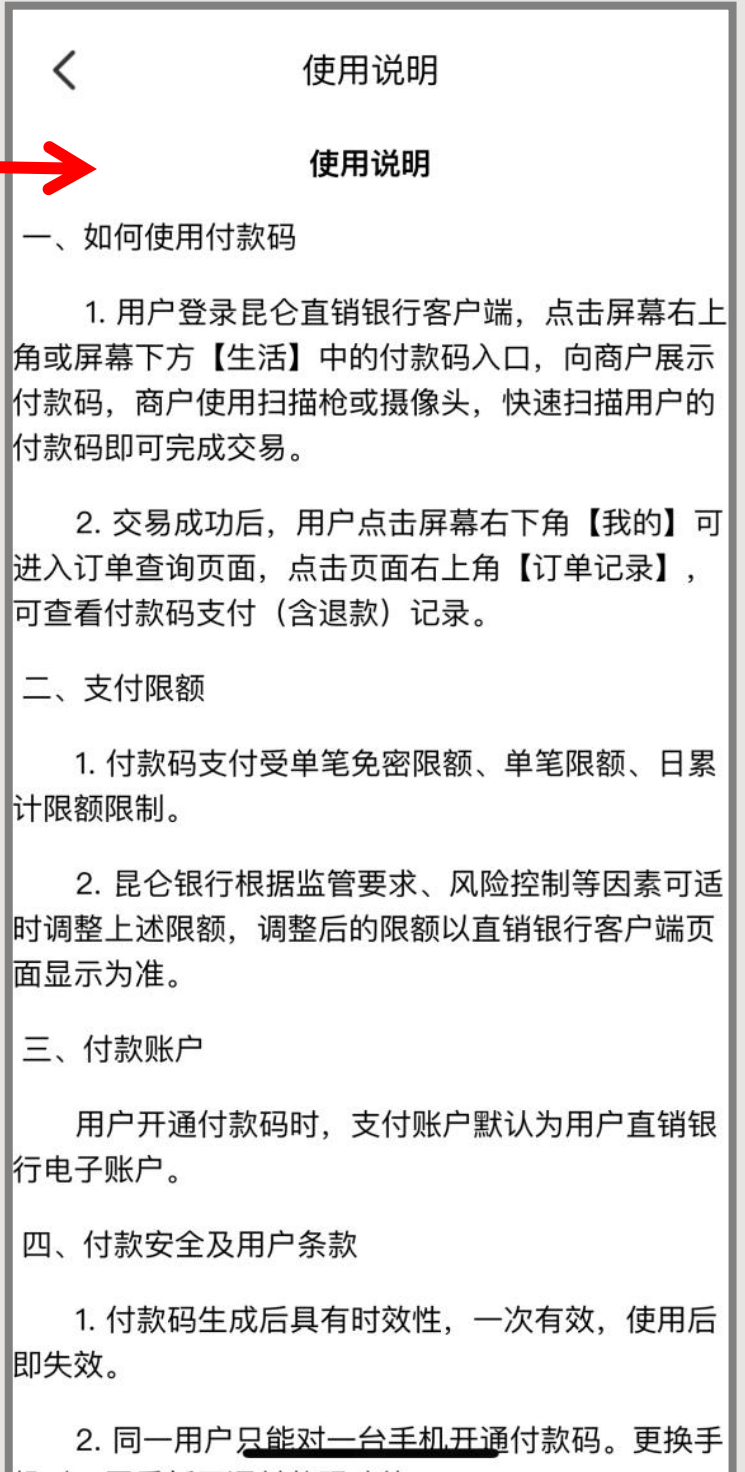 使用说明
使用说明
一、如何使用付款码
1. 用户登录昆仑直销银行客户端，点击屏幕右上
角或屏幕下方【生活】中的付款码入口，向商户展示
付款码，商户使用扫描枪或摄像头，快速扫描用户的
付款码即可完成交易。
2. 交易成功后，用户点击屏幕右下角【我的】可
进入订单查询页面，点击页面右上角【订单记录】，
可查看付款码支付（含退款）记录。
二、支付限额
1. 付款码支付受单笔免密限额、单笔限额、日累
计限额限制。
2. 昆仑银行根据监管要求、风险控制等因素可适
时调整上述限额，调整后的限额以直销银行客户端页
面显示为准。
三、付款账户
用户开通付款码时，支付账户默认为用户直销银
行电子账户。
四、付款安全及用户条款
1. 付款码生成后具有时效性，一次有效，使用后
即失效。
2. 同一用户只能对一台手机开通付款码。更换手